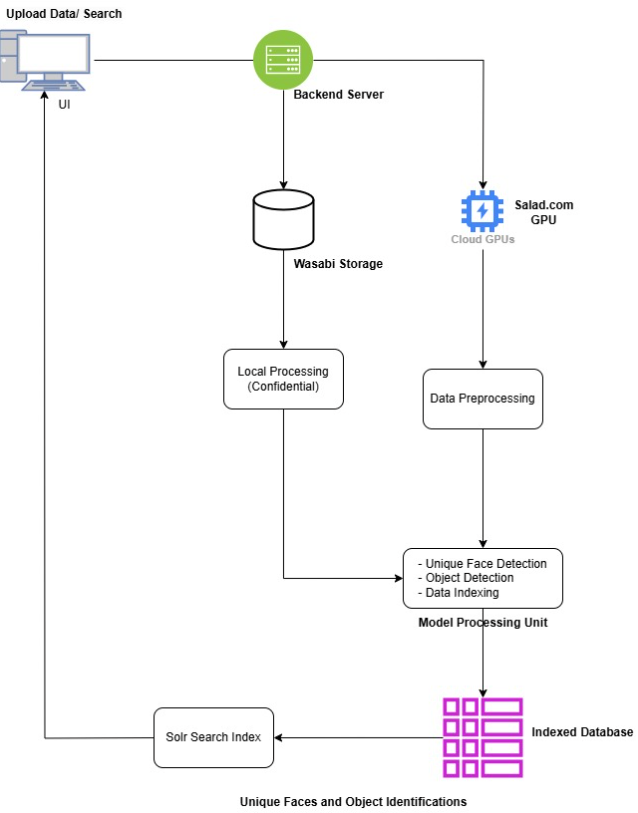 Upload Data/ Search
UI
Backend Server
Salad.com
GPU
Cloud GPUs
Wasabi Storage
Local Processing
(Confidential)
Data Preprocessing
- Unique Face Detection
- Object Detection
- Data Indexing
Model Processing Unit
Indexed Database
Solr Search Index
Unique Faces and Object Identifications